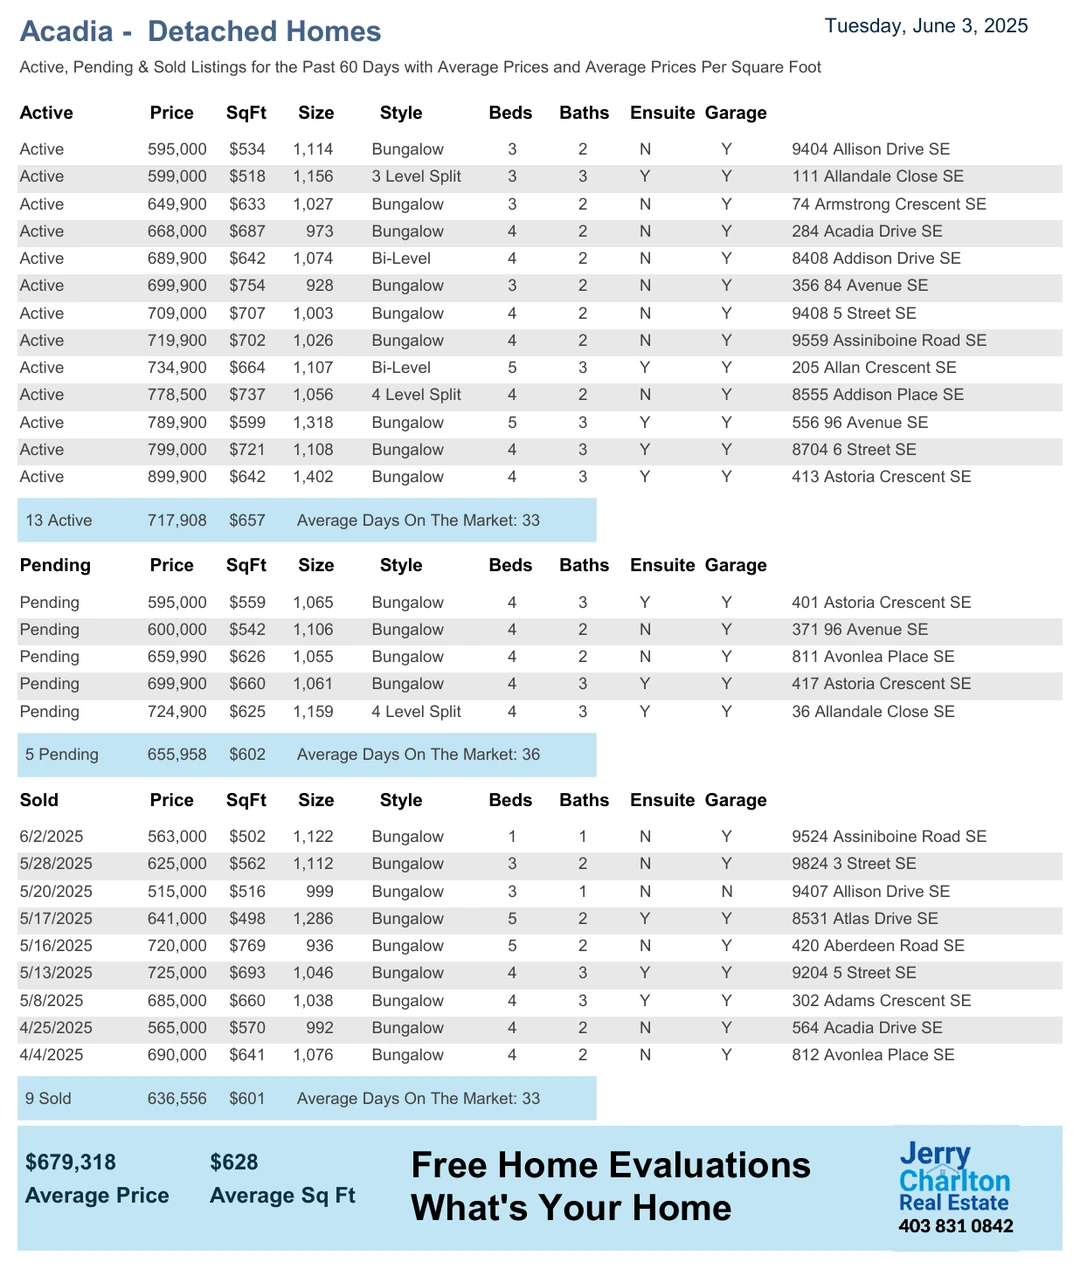 Acadia - Detached Homes
Tuesday, June 3, 2025
Active, Pending & Sold Listings for the Past 60 Days with Average Prices and Average Prices Per Square Foot
Active Price SqFt Size Style Beds Baths Ensuite Garage
Active 595,000 $534 1,114 Bungalow 3 2 N Y 9404 Allison Drive SE
Active 599,000 $518 1,156 3 Level Split 3 3 Y Y 111 Allandale Close SE
Active 649,900 $633 1,027 Bungalow 3 2 N Y 74 Armstrong Crescent SE
Active 668,000 $687 973 Bungalow 4 2 N Y 284 Acadia Drive SE
Active 689,900 $642 1,074 Bi-Level 4 2 N Y 8408 Addison Drive SE
Active 699,900 $754 928 Bungalow 3 2 N Y 356 84 Avenue SE
Active 709,000 $707 1,003 Bungalow 4 2 N Y 9408 5 Street SE
Active 719,900 $702 1,026 Bungalow 4 2 N Y 9559 Assiniboine Road SE
Active 734,900 $664 1,107 Bi-Level 5 3 Y Y 205 Allan Crescent SE
Active 778,500 $737 1,056 4 Level Split 4 2 N Y 8555 Addison Place SE
Active 789,900 $599 1,318 Bungalow 5 3 Y Y 556 96 Avenue SE
Active 799,000 $721 1,108 Bungalow 4 3 Y Y 8704 6 Street SE
Active 899,900 $642 1,402 Bungalow 4 3 Y Y 413 Astoria Crescent SE
13 Active 717,908 $657 Average Days On The Market: 33
Pending Price SqFt Size Style Beds Baths Ensuite Garage
Pending 595,000 $559 1,065 Bungalow 4 3 Y Y 401 Astoria Crescent SE
Pending 600,000 $542 1,106 Bungalow 4 2 N Y 371 96 Avenue SE
Pending 659,990 $626 1,055 Bungalow 4 2 N Y 811 Avonlea Place SE
Pending 699,900 $660 1,061 Bungalow 4 3 Y Y 417 Astoria Crescent SE
Pending 724,900 $625 1,159 4 Level Split 4 3 Y Y 36 Allandale Close SE
5 Pending 655,958 $602 Average Days On The Market: 36
Sold Price SqFt Size Style Beds Baths Ensuite Garage
6/2/2025 563,000 $502 1,122 Bungalow 1 1 N Y 9524 Assiniboine Road SE
5/28/2025 625,000 $562 1,112 Bungalow 3 2 N Y 9824 3 Street SE
5/20/2025 515,000 $516 999 Bungalow 3 1 N N 9407 Allison Drive SE
5/17/2025 641,000 $498 1,286 Bungalow 5 2 Y Y 8531 Atlas Drive SE
5/16/2025 720,000 $769 936 Bungalow 5 2 N Y 420 Aberdeen Road SE
5/13/2025 725,000 $693 1,046 Bungalow 4 3 Y Y 9204 5 Street SE
5/8/2025 685,000 $660 1,038 Bungalow 4 3 Y Y 302 Adams Crescent SE
4/25/2025 565,000 $570 992 Bungalow 4 2 N Y 564 Acadia Drive SE
4/4/2025 690,000 $641 1,076 Bungalow 4 2 N Y 812 Avonlea Place SE
9 Sold 636,556 $601 Average Days On The Market: 33
$679,318 $628
Average Price Average Sq Ft
Free Home Evaluations
What's Your Home
Jerry
Charlton
Real Estate
403 831 0842